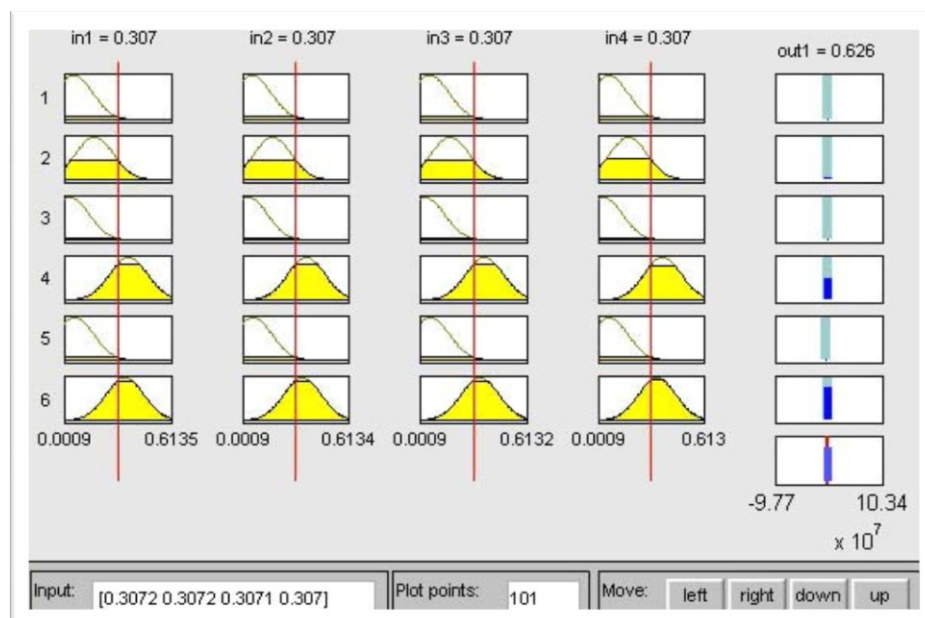 in1 = 0.307 in2 = 0.307 in3 = 0.307 in4 = 0.307
out1 = 0.626
1
2
3
4
5
6
0.0009 0.6135 0.0009 0.6134 0.0009 0.6132 0.0009 0.613
-9.77 10.34
x 10^7
Input: [0.3072 0.3072 0.3071 0.307] Plot points: 101 Move: left right down up